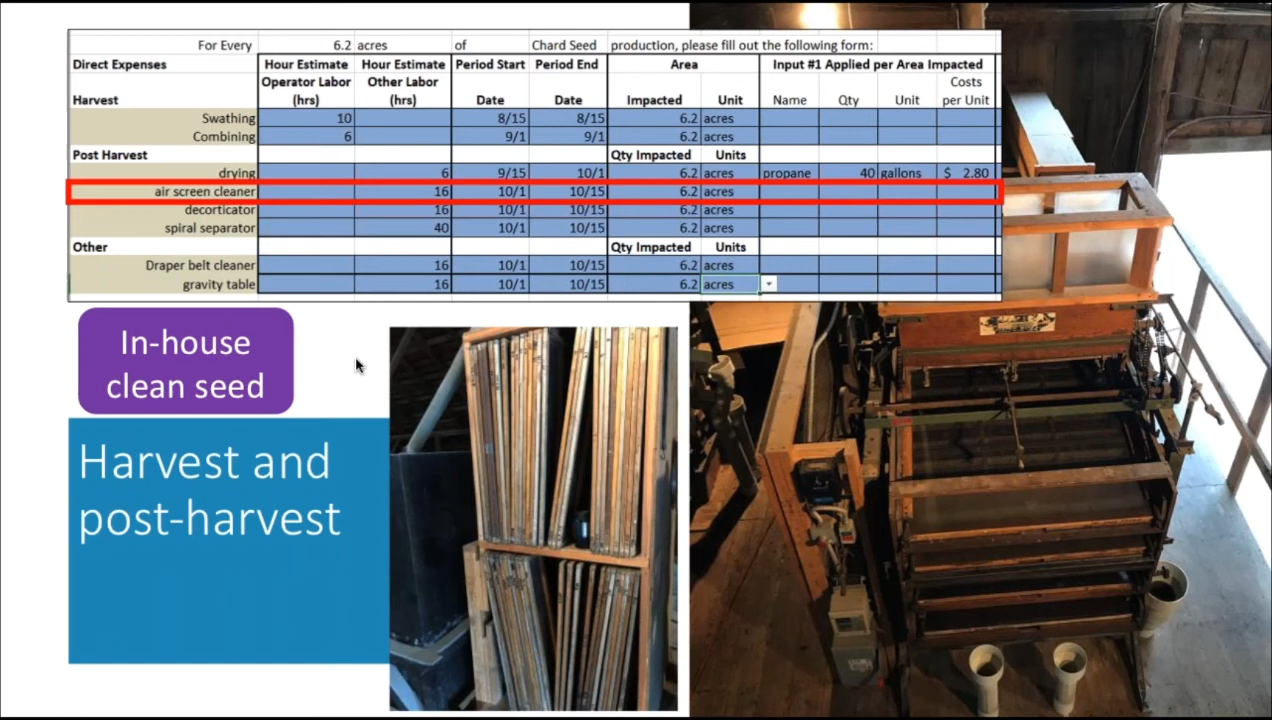 For Every 6.2 acres of Chard Seed production, please fill out the following form:
Direct Expenses Hour Estimate Hour Estimate Period Start Period End Area Input #1 Applied per Area Impacted
Operator Labor Other Labor Costs
Harvest (hrs) (hrs) Date Date Impacted Unit Name Qty Unit per Unit
Swathing 10 8/15 8/15 6.2 acres
Combining 6 9/1 9/1 6.2 acres
Post Harvest Qty Impacted Units
drying 6 9/15 10/1 6.2 acres propane 40 gallons $ 2.80
air screen cleaner 16 10/1 10/15 6.2 acres
decorticator 16 10/1 10/15 6.2 acres
spiral separator 40 10/1 10/15 6.2 acres
Other Qty Impacted Units
Draper belt cleaner 16 10/1 10/15 6.2 acres
gravity table 16 10/1 10/15 6.2 acres
In-house
clean seed
Harvest and
post-harvest